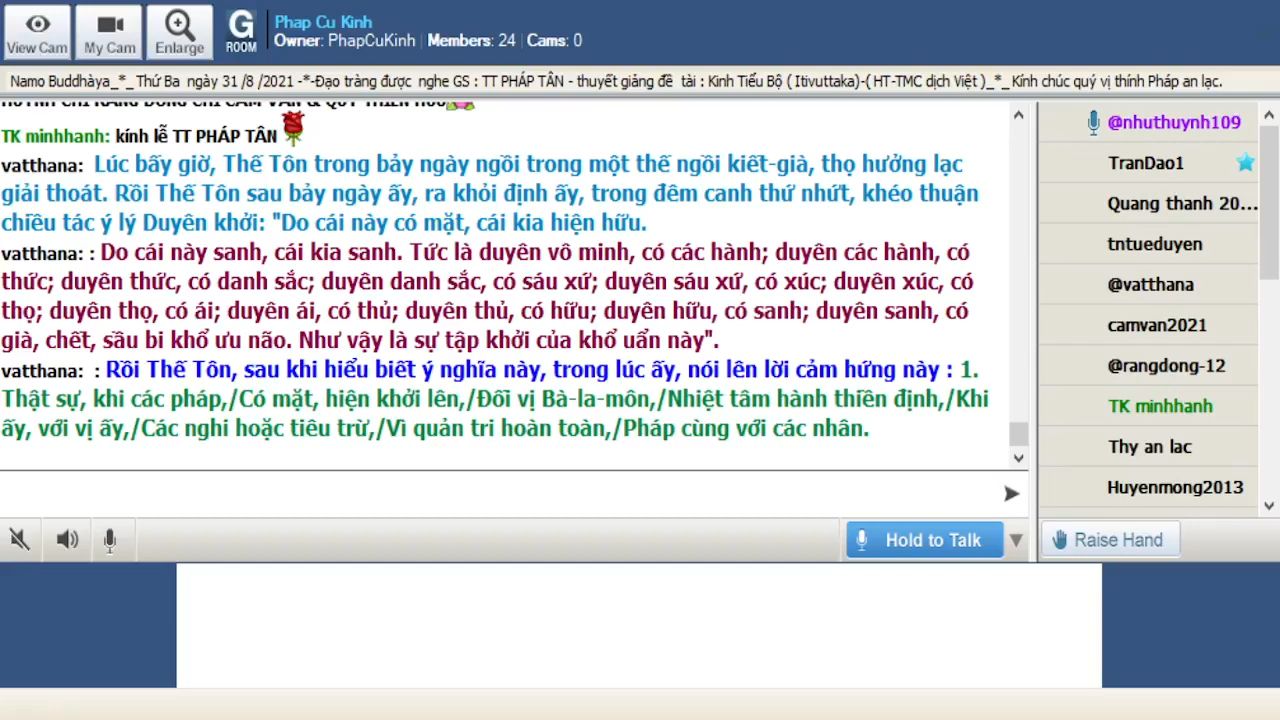 View Cam
My Cam
Enlarge
G
ROOM
Phap Cu Kinh
Owner: PhapCuKinh | Members: 24 | Cams: 0
Namo Buddhàya_*_ Thứ Ba ngày 31 /8 /2021 -*-Đạo tràng được nghe GS : TT PHÁP TÂN - thuyết giảng đề tài : Kinh Tiểu Bộ ( Itivuttaka)-( HT-TMC dịch Việt )_*_Kính chúc quý vị thính Pháp an lạc.
TK minhhanh: kính lễ TT PHÁP TÂN
vatthana: Lúc bấy giờ, Thế Tôn trong bảy ngày ngồi trong một thế ngồi kiết-già, thọ hưởng lạc
giải thoát. Rồi Thế Tôn sau bảy ngày ấy, ra khỏi định ấy, trong đêm canh thứ nhứt, khéo thuận
chiều tác ý lý Duyên khởi: "Do cái này có mặt, cái kia hiện hữu.
vatthana: : Do cái này sanh, cái kia sanh. Tức là duyên vô minh, có các hành; duyên các hành, có
thức; duyên thức, có danh sắc; duyên danh sắc, có sáu xứ; duyên sáu xứ, có xúc; duyên xúc, có
thọ; duyên thọ, có ái; duyên ái, có thủ; duyên thủ, có hữu; duyên hữu, có sanh; duyên sanh, có
già, chết, sầu bi khổ ưu não. Như vậy là sự tập khởi của khổ uẩn này".
vatthana: : Rồi Thế Tôn, sau khi hiểu biết ý nghĩa này, trong lúc ấy, nói lên lời cảm hứng này : 1.
Thật sự, khi các pháp,/Có mặt, hiện khởi lên,/Đối vị Bà-la-môn,/Nhiệt tâm hành thiền định,/Khi
ấy, với vị ấy,/Các nghi hoặc tiêu trừ,/Vì quán tri hoàn toàn,/Pháp cùng với các nhân.
@nhuthuynh109
TranDao1
Quang thanh 20...
tntueduyen
@vatthana
camvan2021
@rangdong-12
TK minhhanh
Thy an lac
Huyenmong2013
Hold to Talk
Raise Hand